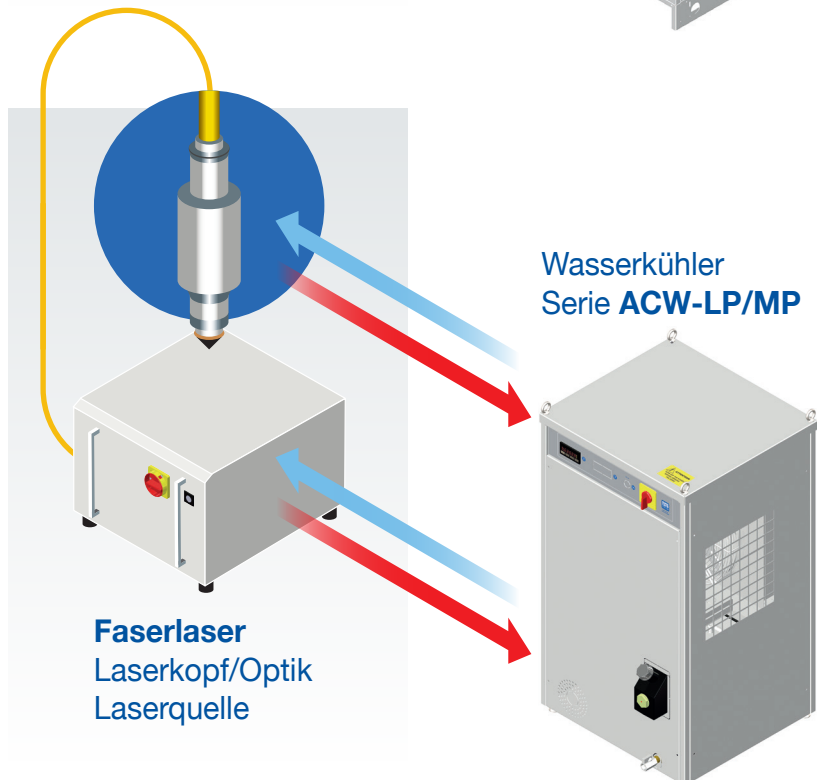 Wasserkühler
Serie ACW-LP/MP
Faserlaser
Laserkopf/Optik
Laserquelle